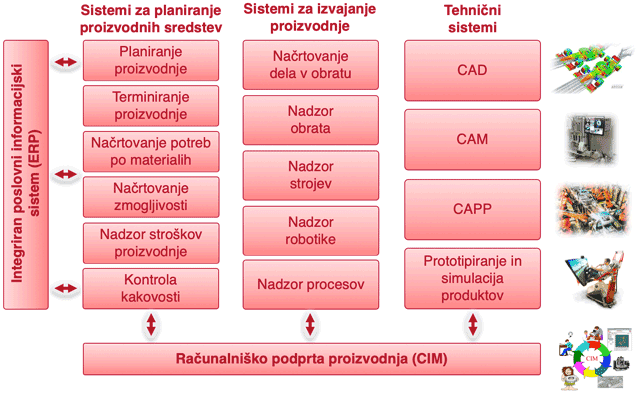 Sistemi za planiranje
proizvodnih sredstev
Sistemi za izvajanje
proizvodnje
Tehnični
sistemi
Integriran poslovni informacijski
sistem (ERP)
Planiranje
proizvodnje
Terminiranje
proizvodnje
Načrtovanje potreb
po materialih
Načrtovanje
zmogljivosti
Nadzor stroškov
proizvodnje
Kontrola
kakovosti
Načrtovanje
dela v obratu
Nadzor
obrata
Nadzor
strojev
Nadzor
robotike
Nadzor procesov
CAD
CAM
CAPP
Prototipiranje in
simulacija
produktov
Računalniško podprta proizvodnja (CIM)
CIM